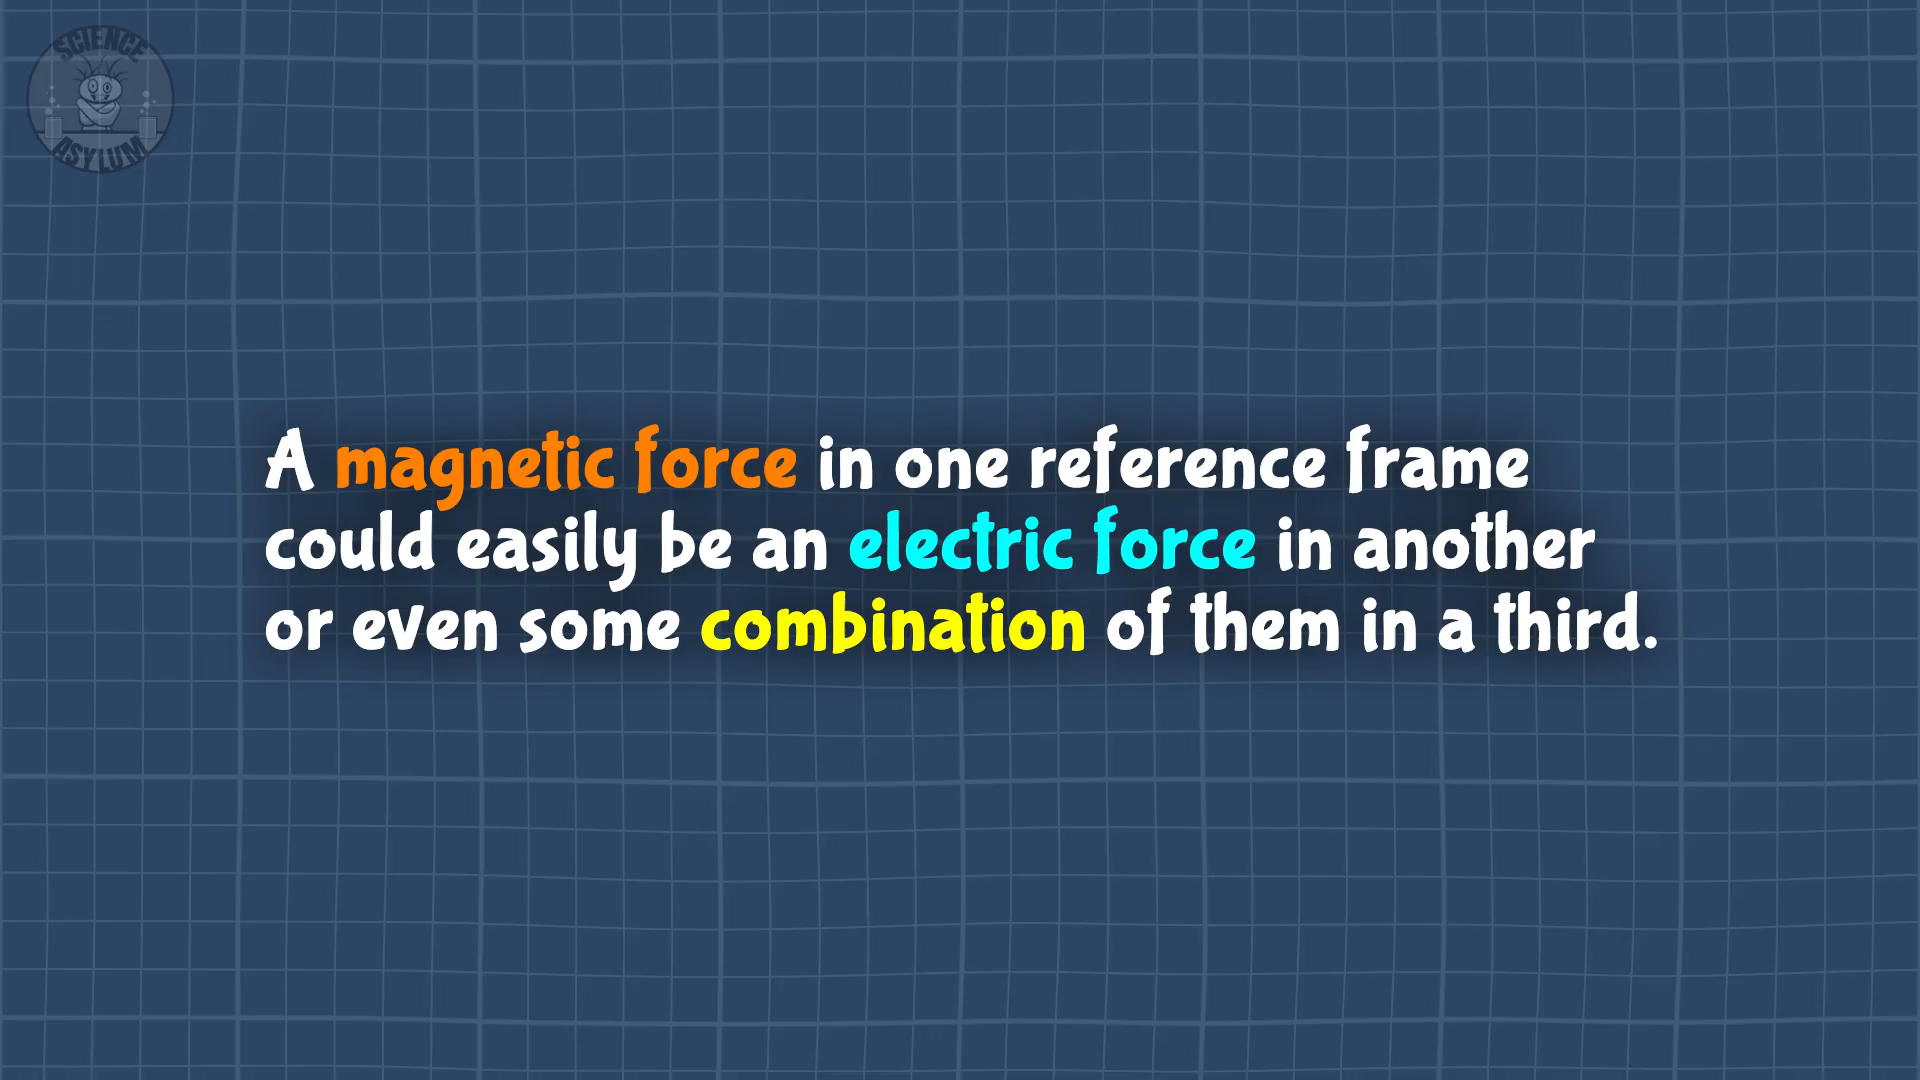 SCIENCE
ASYLUM
A magnetic force in one reference frame
could easily be an electric force in another
or even some combination of them in a third.